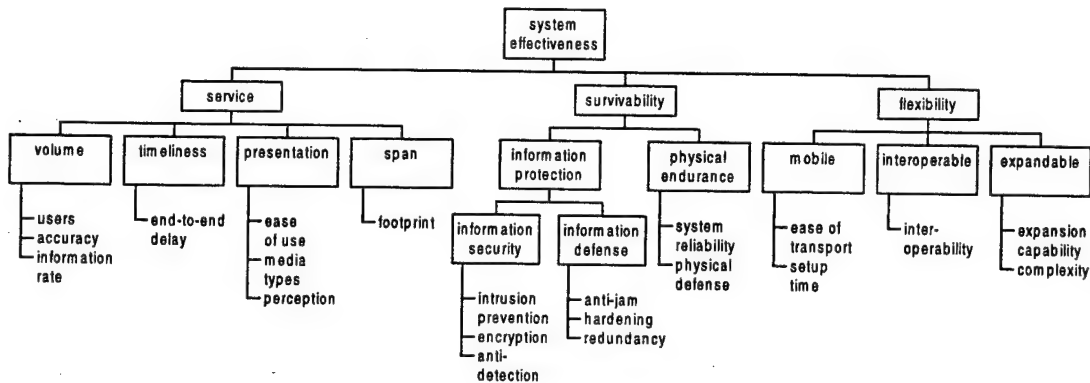 system
effectiveness
service
survivability
flexibility
volume
timeliness
presentation
span
information
protection
physical
endurance
mobile
interoperable
expandable
users
accuracy
information
rate
end-to-end
delay
ease
of use
media
types
perception
footprint
information
security
information
defense
system
reliability
physical
defense
ease of
transport
setup
time
inter-
operability
expansion
capability
complexity
intrusion
prevention
encryption
anti-
detection
anti-jam
hardening
redundancy